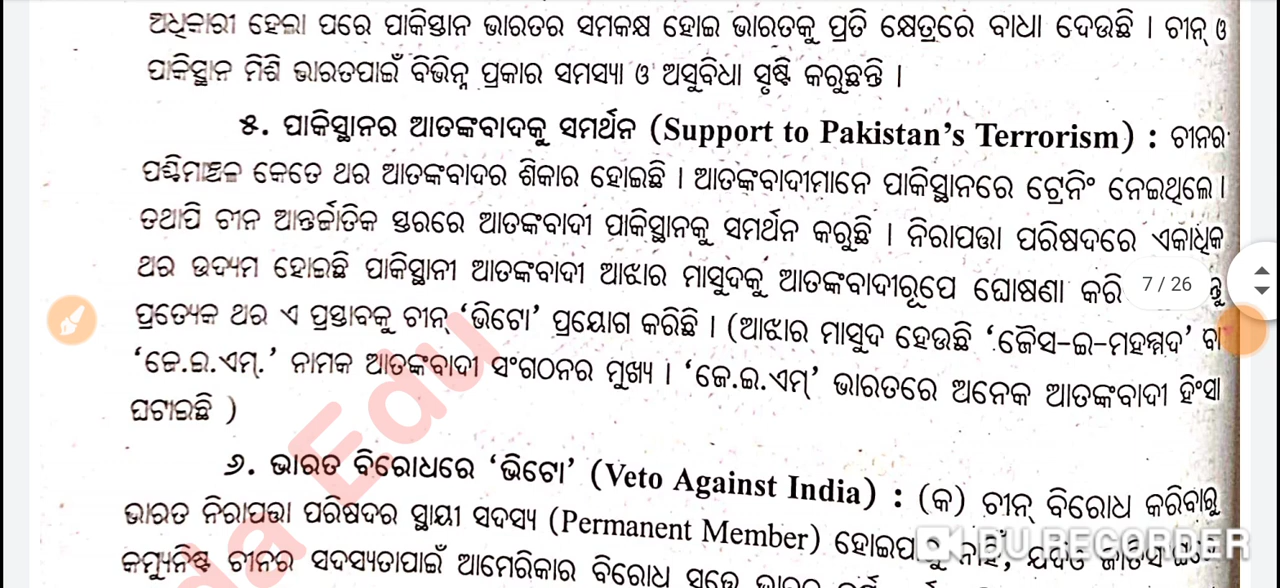 ଅଧିକାରୀ ହେଲା ପରେ ପାକିସ୍ତାନ ଭାରତର ସମକକ୍ଷ ହୋଇ ଭାରତକୁ ପ୍ରତି କ୍ଷେତ୍ରରେ ବାଧା ଦେଉଛି । ଚୀନ୍ ଓ
ପାକିସ୍ଥାନ ମିଶି ଭାରତପାଇଁ ବିଭିନ୍ନ ପ୍ରକାର ସମସ୍ୟା ଓ ଅସୁବିଧା ସୃଷ୍ଟି କରୁଛନ୍ତି ।
୫. ପାକିସ୍ଥାନର ଆତଙ୍କବାଦକୁ ସମର୍ଥନ (Support to Pakistan's Terrorism) : ଚୀନର
ପଶ୍ଚିମାଞ୍ଚଳ କେତେ ଥର ଆତଙ୍କବାଦର ଶିକାର ହୋଇଛି । ଆତଙ୍କବାଦୀମାନେ ପାକିସ୍ଥାନରେ ଟ୍ରେନିଂ ନେଇଥିଲେ ।
ତଥାପି ଚୀନ ଆନ୍ତର୍ଜାତିକ ସ୍ତରରେ ଆତଙ୍କବାଦୀ ପାକିସ୍ଥାନକୁ ସମର୍ଥନ କରୁଛି । ନିରାପତ୍ତା ପରିଷଦରେ ଏକାଧିକ
ଥର ଉଦ୍ୟମ ହୋଇଛି ପାକିସ୍ଥାନୀ ଆତଙ୍କବାଦୀ ଆଝାର ମାସୁଦକୁ ଆତଙ୍କବାଦୀରୂପେ ଘୋଷଣା କରି 7 / 26
ପ୍ରତ୍ୟେକ ଥର ଏ ପ୍ରସ୍ତାବକୁ ଚୀନ୍ ‘ଭିଟୋ’ ପ୍ରୟୋଗ କରିଛି । (ଆଝାର ମାସୁଦ ହେଉଛି ‘ଜୈସ-ଇ-ମହମ୍ମଦ’ ବା
‘ଜେ.ଇ.ଏମ୍.’ ନାମକ ଆତଙ୍କବାଦୀ ସଂଗଠନର ମୁଖ୍ୟ । ‘ଜେ.ଇ.ଏମ୍’ ଭାରତରେ ଅନେକ ଆତଙ୍କବାଦୀ ହିଂସା
ଘଟାଇଛି )
୬. ଭାରତ ବିରୋଧରେ ‘ଭିଟୋ’ (Veto Against India) : (କ) ଚୀନ୍ ବିରୋଧ କରିବାରୁ
ଭାରତ ନିରାପତ୍ତା ପରିଷଦର ସ୍ଥାୟୀ ସଦସ୍ୟ (Permanent Member) ନାହିଁ, ଯଦିଓ
କମ୍ୟୁନିଷ୍ଟ ଚୀନର ସଦସ୍ୟତାପାଇଁ ଆମେରିକାର ବିରୋଧ ସତ୍ତେ ଭାରତ
Edu
DU RECORDER